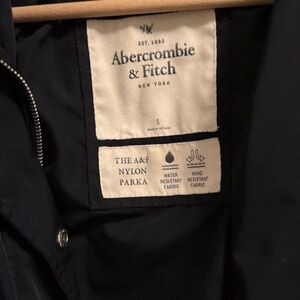 EST. 1892
Abercrombie
& Fitch
NEW YORK
S
THE A&F
NYLON
PARKA
WATER
RESISTANT
FABRIC
WIND
RESISTANT
FABRIC